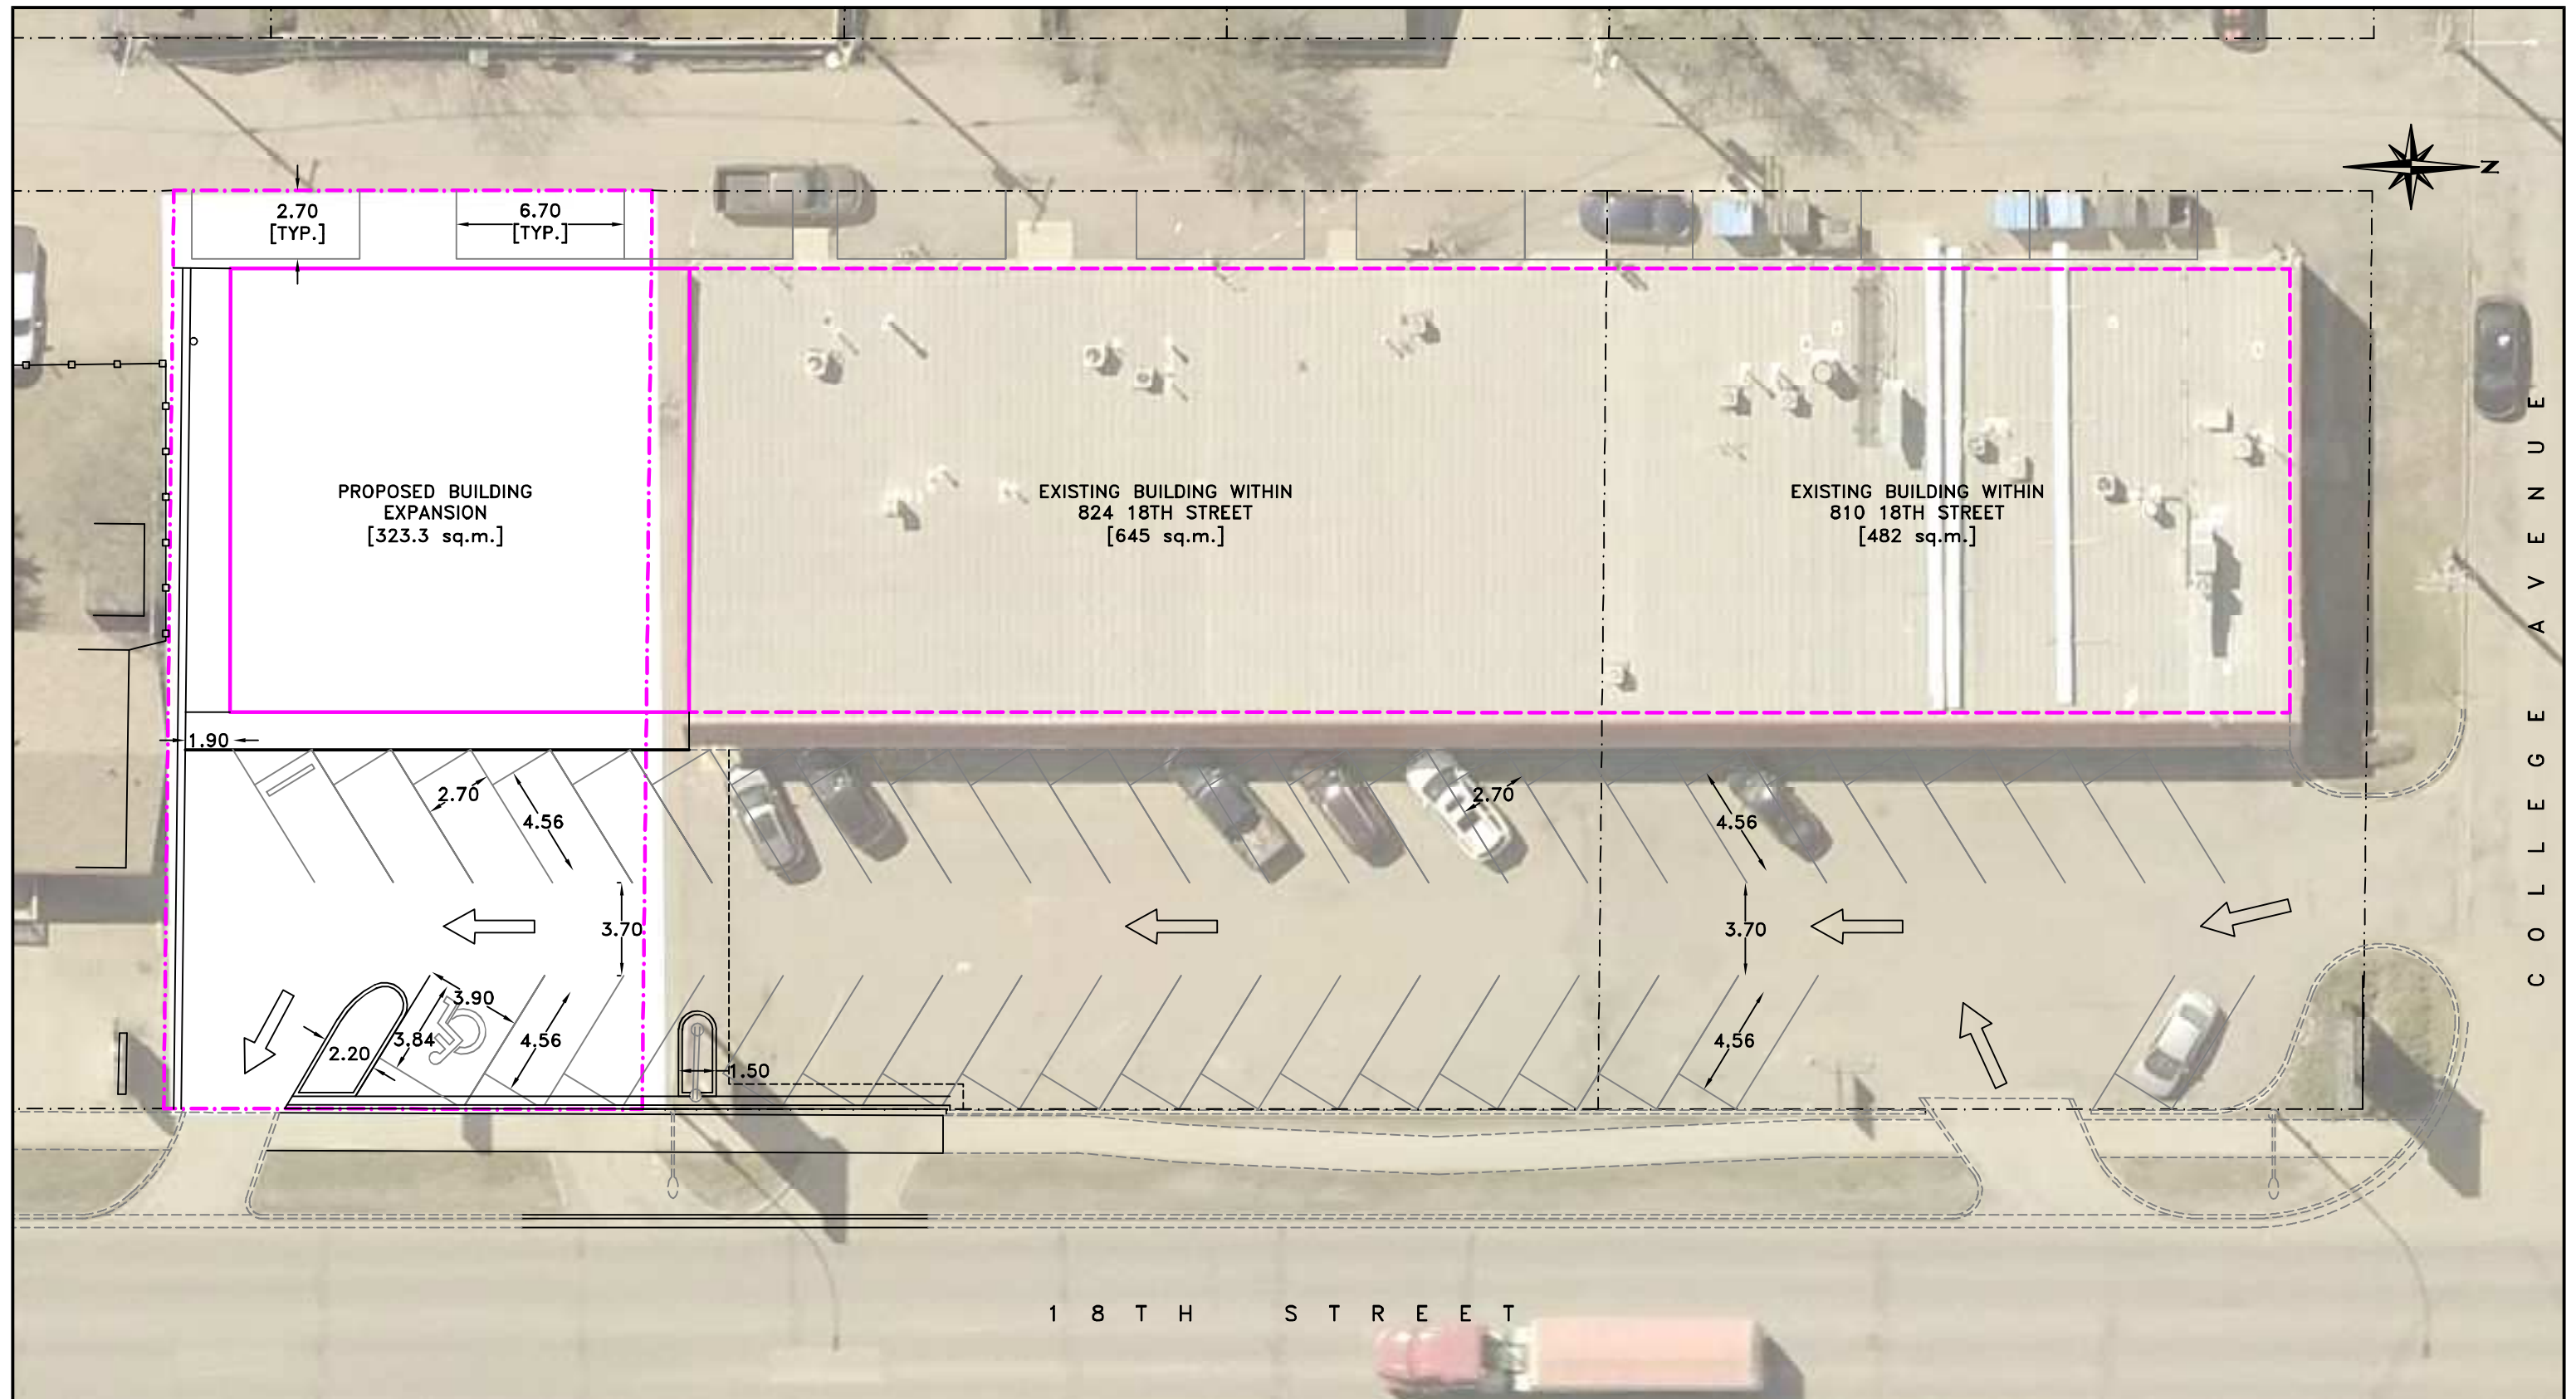 N
2.70
[TYP.]
6.70
[TYP.]
PROPOSED BUILDING
EXPANSION
[323.3 sq.m.]
EXISTING BUILDING WITHIN
824 18TH STREET
[645 sq.m.]
EXISTING BUILDING WITHIN
810 18TH STREET
[482 sq.m.]
COLLEGE AVENUE
1.90
2.70
4.56
2.70
4.56
3.70
3.70
3.90
3.84
4.56
2.20
1.50
4.56
18TH STREET